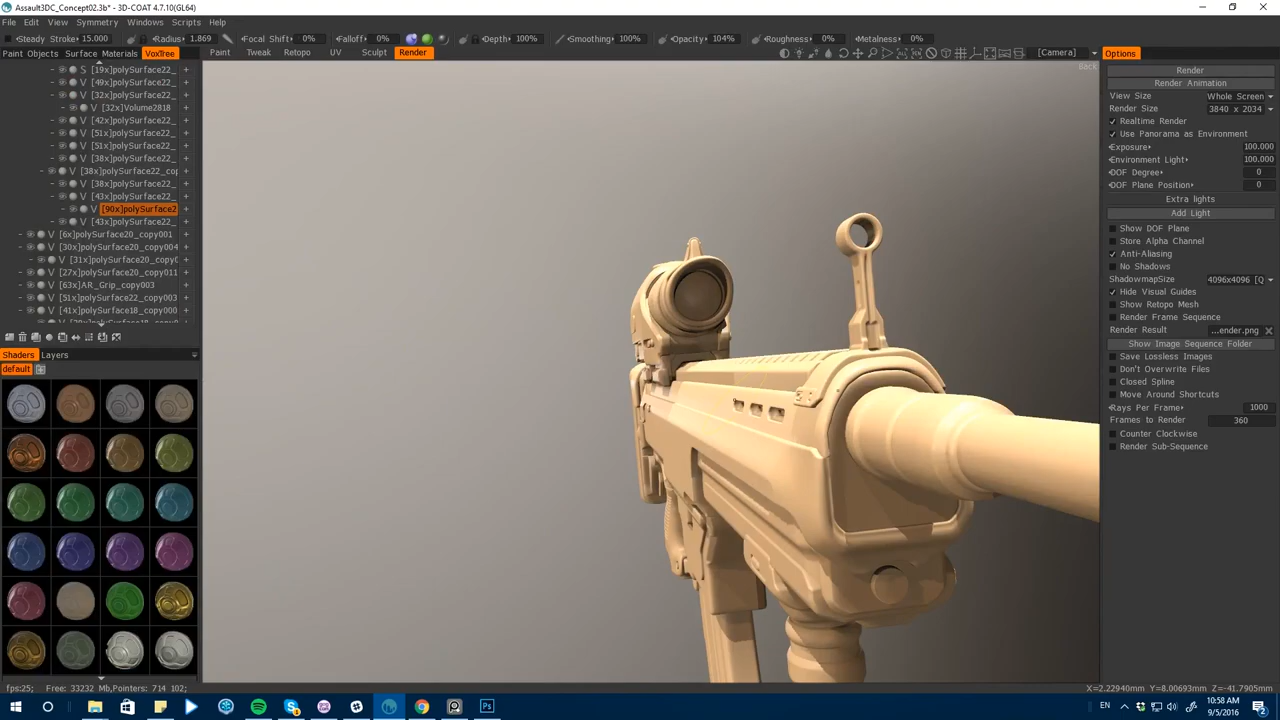 Assault3DC_Concept02.3b* - 3D-COAT 4.7.10(GL64)
File Edit View Symmetry Windows Scripts Help
Steady Stroke 15.000 Radius 1.869 Focal Shift 0% Falloff 0% Depth 100% Smoothing 100% Opacity 104% Roughness 0% Metalness 0%
Paint Objects Surface Materials VoxTree Paint Tweak Retopo UV Sculpt Render [Camera] Options
Back
S [19x]polySurface22_
V [49x]polySurface22_
V [32x]polySurface22_
V [32x]Volume2818
V [42x]polySurface22_
V [51x]polySurface22_
V [51x]polySurface22_
V [38x]polySurface22_
V [38x]polySurface22_cop
V [38x]polySurface22_
V [43x]polySurface22_
V [90x]polySurface2
V [43x]polySurface22_
V [6x]polySurface20_copy001
V [30x]polySurface20_copy004
V [31x]polySurface20_copy00
V [27x]polySurface20_copy011
V [63x]AR_Grip_copy003
V [51x]polySurface22_copy003
V [41x]polySurface18_copy000
Shaders Layers
default
Render
Render Animation
View Size Whole Screen
Render Size 3840 x 2034
Realtime Render
Use Panorama as Environment
Exposure 100.000
Environment Light 100.000
DOF Degree 0
DOF Plane Position 0
Extra lights
Add Light
Show DOF Plane
Store Alpha Channel
Anti-Aliasing
No Shadows
ShadowmapSize 4096x4096 [Q
Hide Visual Guides
Show Retopo Mesh
Render Frame Sequence
Render Result ...ender.png
Show Image Sequence Folder
Save Lossless Images
Don't Overwrite Files
Closed Spline
Move Around Shortcuts
Rays Per Frame 1000
Frames to Render 360
Counter Clockwise
Render Sub-Sequence
fps:25; Free: 33232 Mb,Pointers: 714 102;
X=2.22940mm Y=8.00693mm Z=-41.7905mm
EN 10:58 AM
9/5/2016